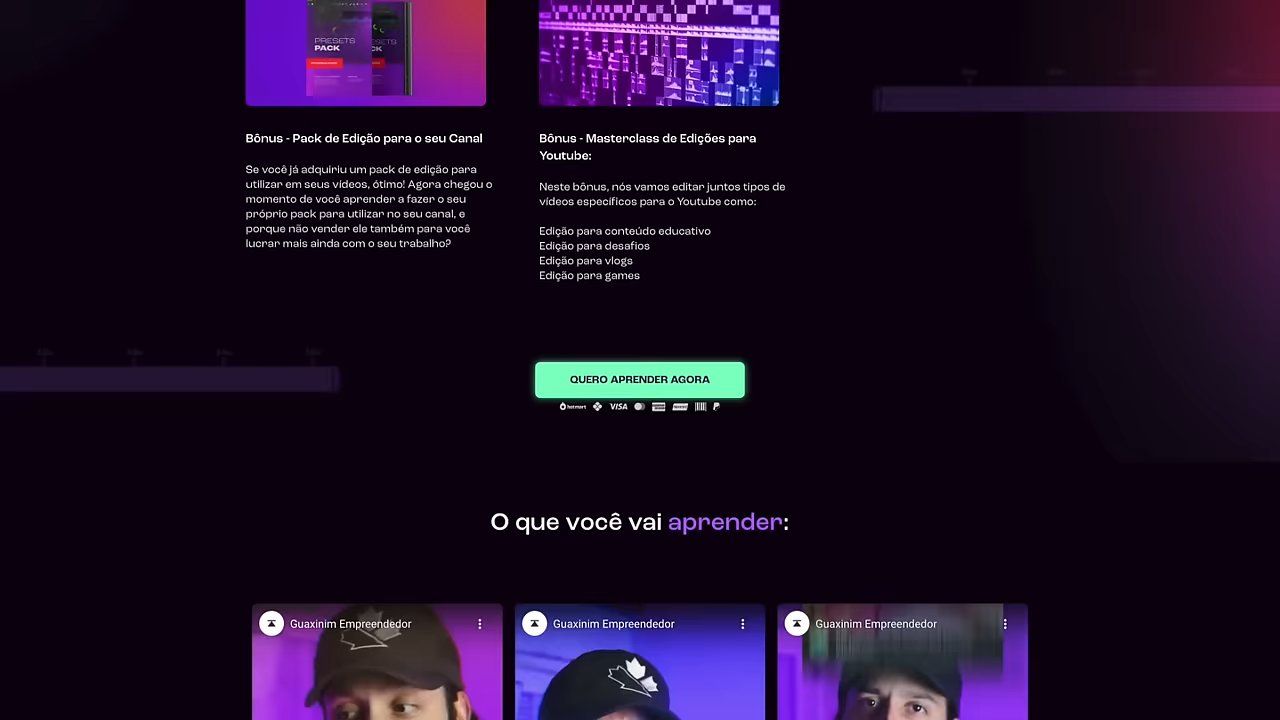 PRESETS
PACK
Bônus - Pack de Edição para o seu Canal
Se você já adquiriu um pack de edição para
utilizar em seus vídeos, ótimo! Agora chegou o
momento de você aprender a fazer o seu
próprio pack para utilizar no seu canal, e
porque não vender ele também para você
lucrar mais ainda com o seu trabalho?
Bônus - Masterclass de Edições para
Youtube:
Neste bônus, nós vamos editar juntos tipos de
vídeos específicos para o Youtube como:
Edição para conteúdo educativo
Edição para desafios
Edição para vlogs
Edição para games
QUERO APRENDER AGORA
hotmart VISA
O que você vai aprender:
Guaxinim Empreendedor
Guaxinim Empreendedor
Guaxinim Empreendedor